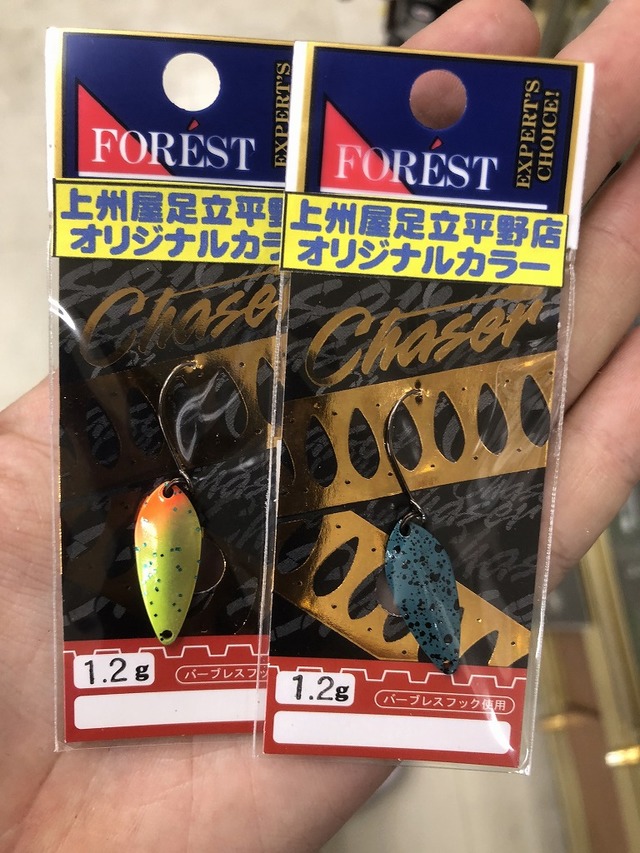 FORÉST
EXPERT'S
上州屋足立平野
オリジナルカラ
Chaser
1.2g
バーブレスフック
FORÉST
EXPERT'S
CHOICE!
上州屋足立平野店
オリジナルカラー
Chaser
1.2g
バーブレスフック使用